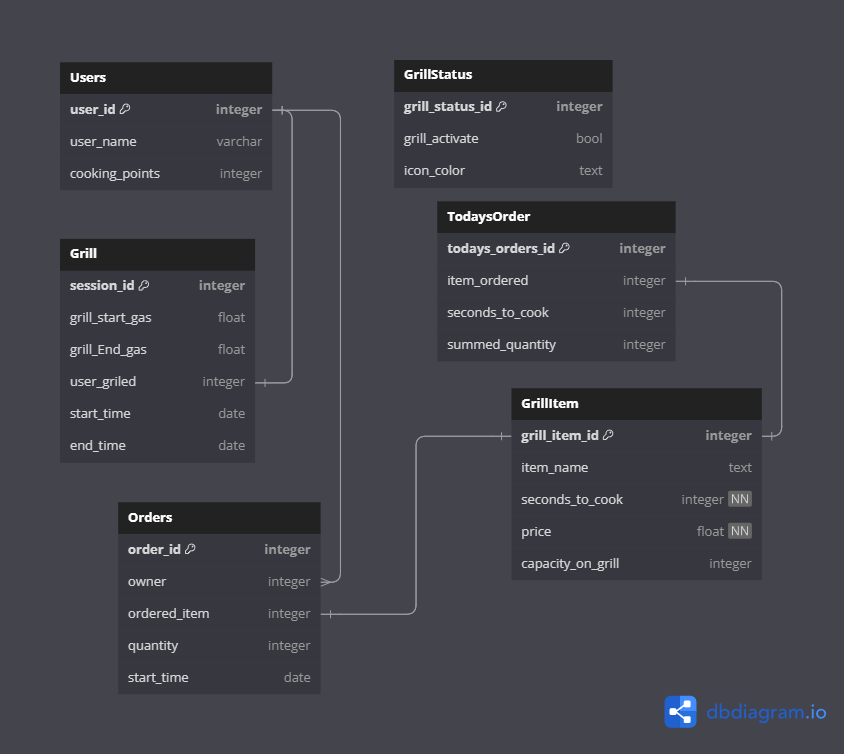 Users
user_id integer
user_name varchar
cooking_points integer
GrillStatus
grill_status_id integer
grill_activate bool
icon_color text
TodaysOrder
todays_orders_id integer
item_ordered integer
seconds_to_cook integer
summed_quantity integer
Grill
session_id integer
grill_start_gas float
grill_End_gas float
user_griled integer
start_time date
end_time date
GrillItem
grill_item_id integer
item_name text
seconds_to_cook integer NN
price float NN
capacity_on_grill integer
Orders
order_id integer
owner integer
ordered_item integer
quantity integer
start_time date
dbdiagram.io